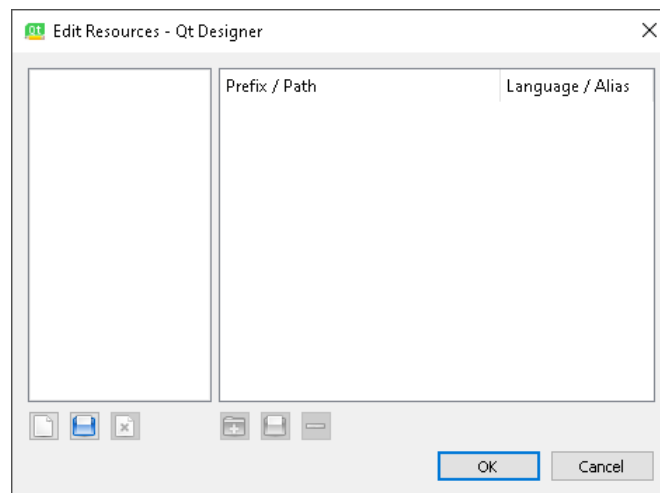 Edit Resources - Qt Designer
Prefix / Path
Language / Alias
OK
Cancel